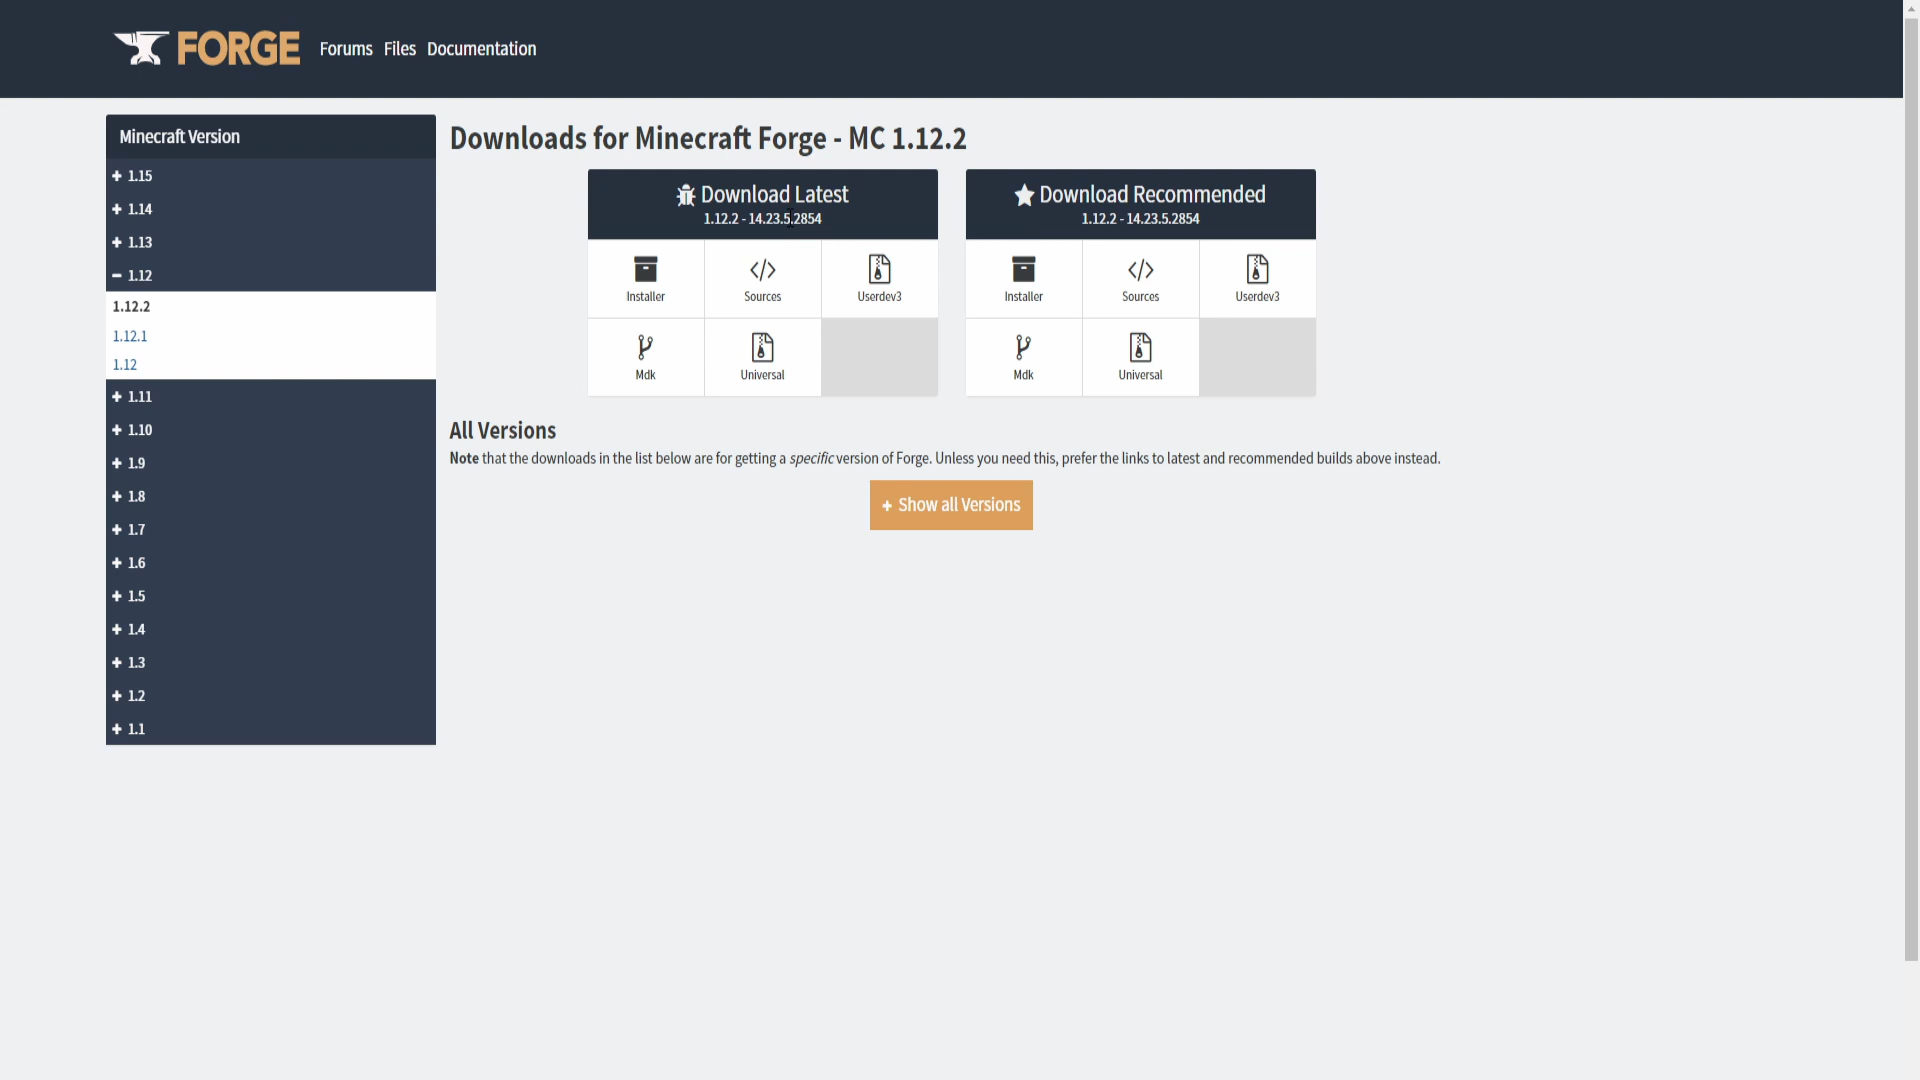 FORGE Forums Files Documentation
Minecraft Version
1.15
1.14
1.13
1.12
1.12.2
1.12.1
1.12
1.11
1.10
1.9
1.8
1.7
1.6
1.5
1.4
1.3
1.2
1.1
Downloads for Minecraft Forge - MC 1.12.2
Download Latest
1.12.2 - 14.23.5.2854
Installer Sources Userdev3
Mdk Universal
Download Recommended
1.12.2 - 14.23.5.2854
Installer Sources Userdev3
Mdk Universal
All Versions
Note that the downloads in the list below are for getting a specific version of Forge. Unless you need this, prefer the links to latest and recommended builds above instead.
+ Show all Versions